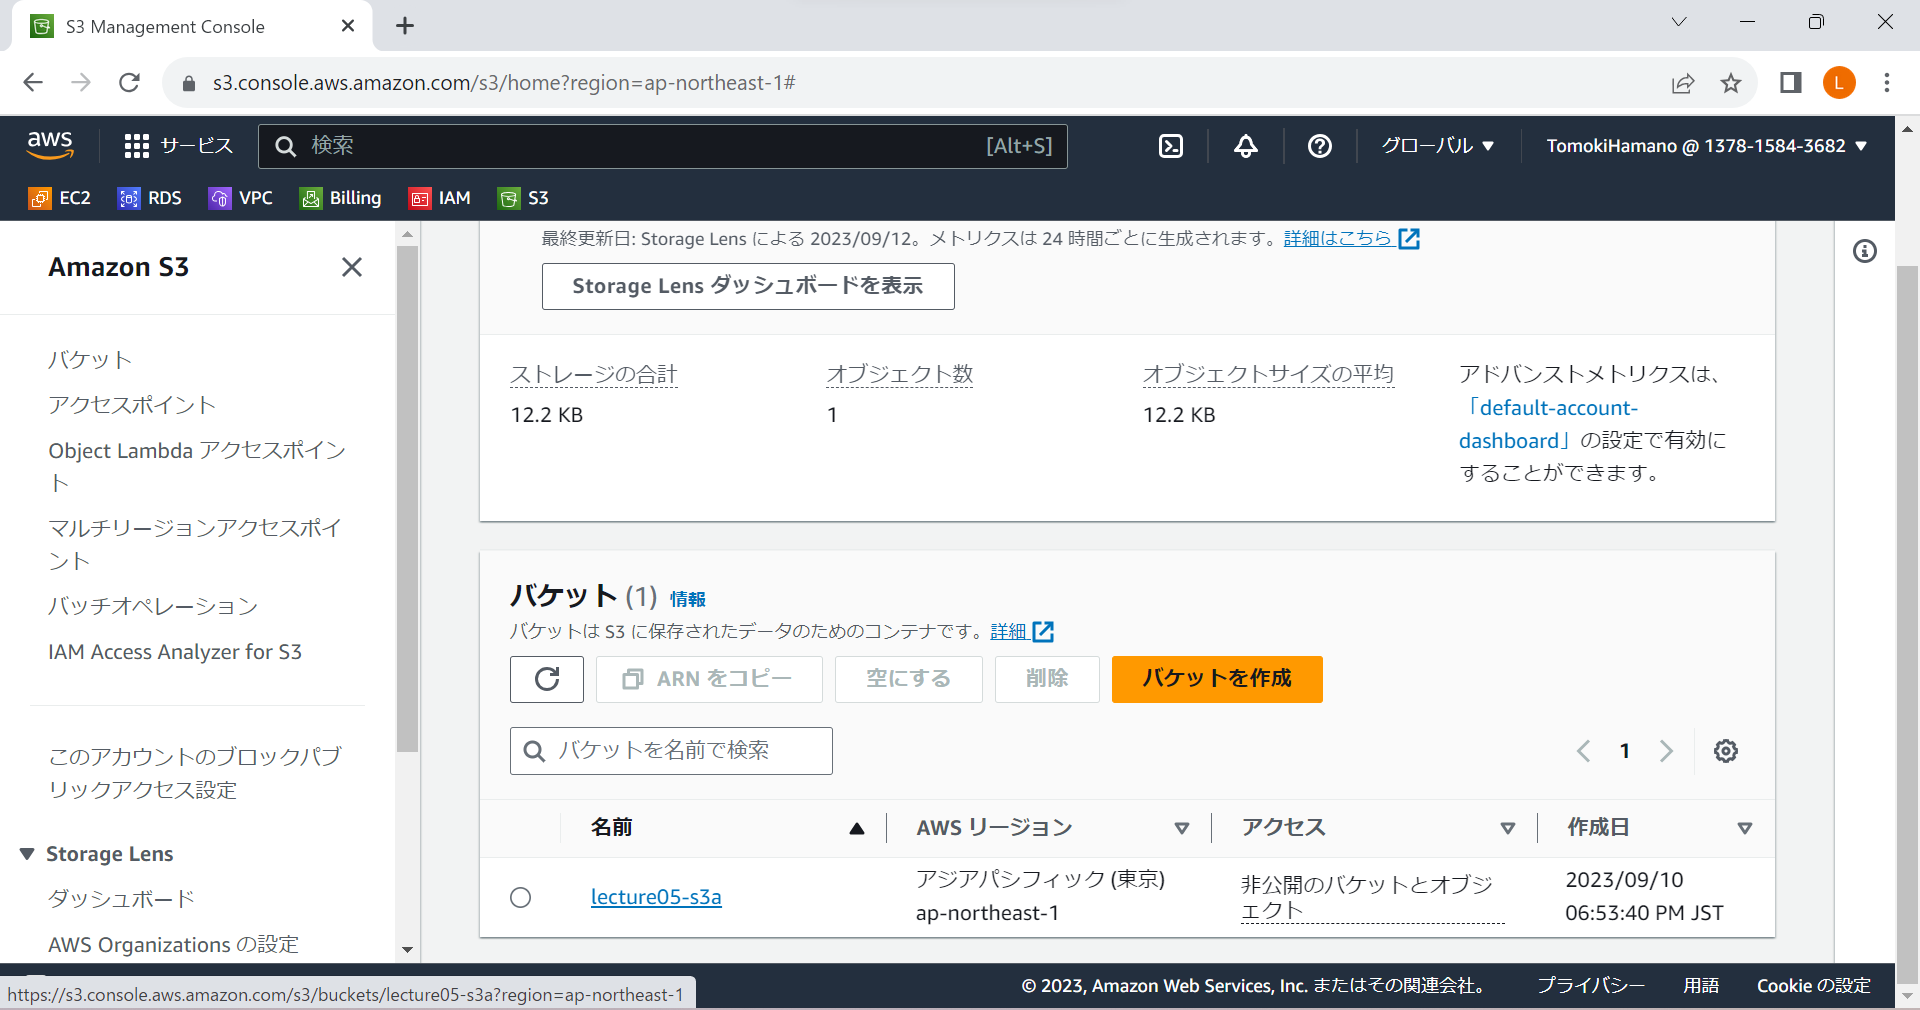 S3 Management Console
s3.console.aws.amazon.com/s3/home?region=ap-northeast-1#
L
aws
サービス
検索
[Alt+S]
グローバル ▼
TomokiHamano @ 1378-1584-3682 ▼
EC2
RDS
VPC
Billing
IAM
S3
Amazon S3
バケット
アクセスポイント
Object Lambda アクセスポイン
ト
マルチリージョンアクセスポイ
ント
バッチオペレーション
IAM Access Analyzer for S3
このアカウントのブロックパブ
リックアクセス設定
▼ Storage Lens
ダッシュボード
AWS Organizations の設定
最終更新日: Storage Lens による 2023/09/12。メトリクスは 24 時間ごとに生成されます。詳細はこちら
Storage Lens ダッシュボードを表示
ストレージの合計
12.2 KB
オブジェクト数
1
オブジェクトサイズの平均
12.2 KB
アドバンストメトリクスは、
「default-account-
dashboard」の設定で有効に
することができます。
バケット (1) 情報
バケットは S3 に保存されたデータのためのコンテナです。詳細
ARN をコピー
空にする
削除
バケットを作成
バケットを名前で検索
1
名前
AWS リージョン
アクセス
作成日
lecture05-s3a
アジアパシフィック (東京)
ap-northeast-1
非公開のバケットとオブジ
ェクト
2023/09/10
06:53:40 PM JST
https://s3.console.aws.amazon.com/s3/buckets/lecture05-s3a?region=ap-northeast-1
© 2023, Amazon Web Services, Inc. またはその関連会社。
プライバシー
用語
Cookie の設定